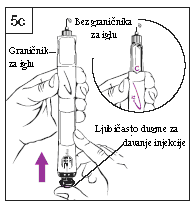 5c
Bez graničnika
za iglu
Graničnik
za iglu
Ljubičasto dugme za
davanje injekcije